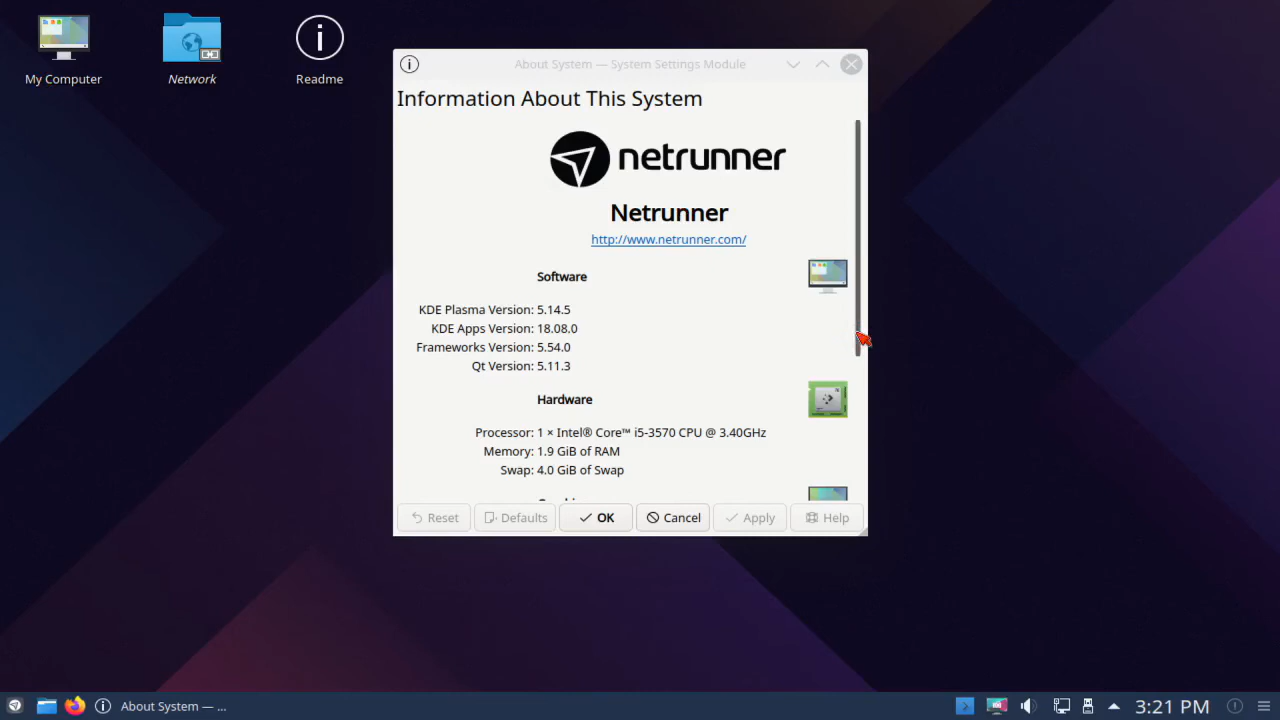 My Computer
Network
Readme
About System — System Settings Module
Information About This System
netrunner
Netrunner
http://www.netrunner.com/
Software
KDE Plasma Version: 5.14.5
KDE Apps Version: 18.08.0
Frameworks Version: 5.54.0
Qt Version: 5.11.3
Hardware
Processor: 1 × Intel® Core™ i5-3570 CPU @ 3.40GHz
Memory: 1.9 GiB of RAM
Swap: 4.0 GiB of Swap
Reset Defaults OK Cancel Apply Help
About System — ...
3:21 PM